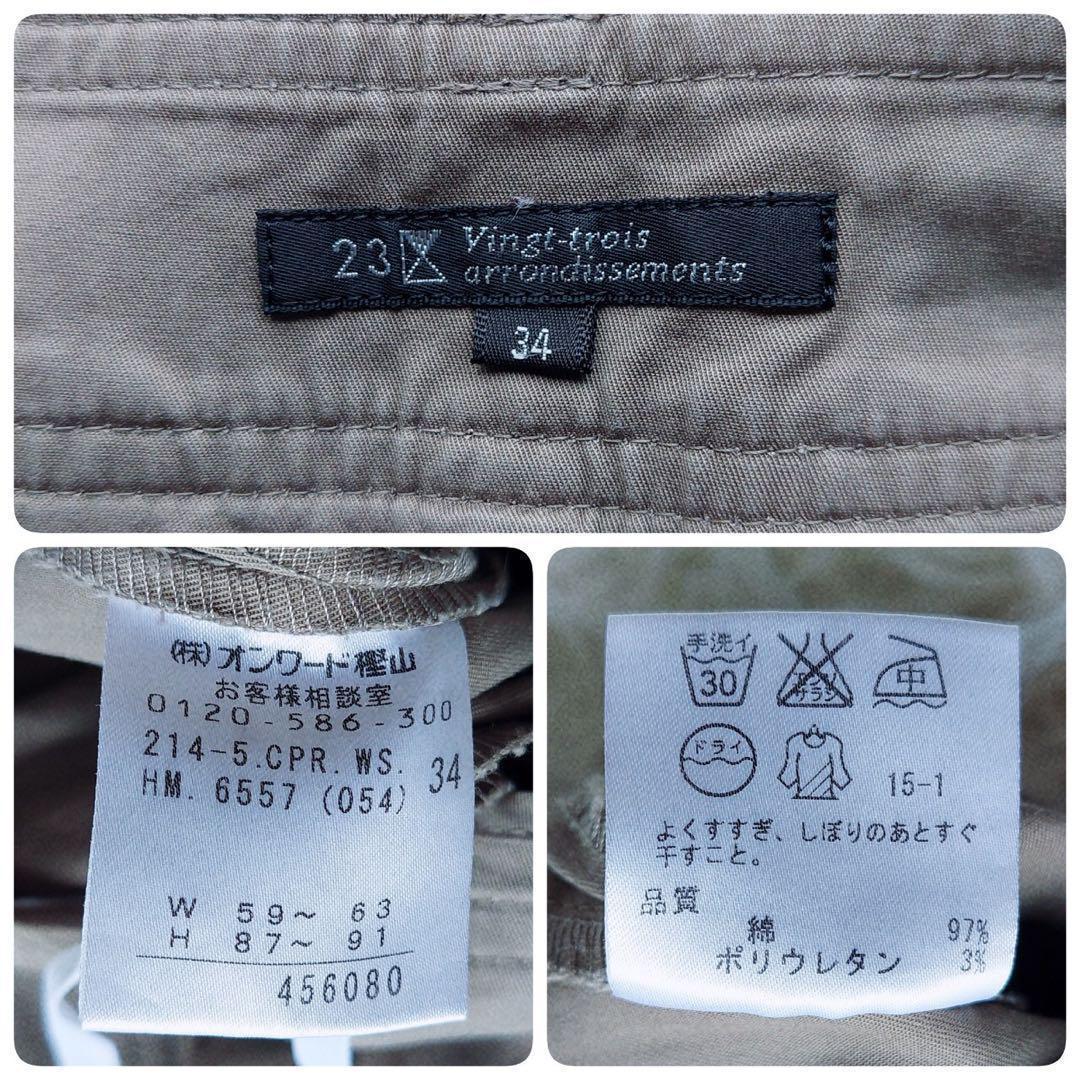 23区 Vingt-trois
arrondissements
34
(株)オンワード樫山
お客様相談室
0120-586-300
214-5.CPR.WS.
HM. 6557 (054) 34
W 59~ 63
H 87~ 91
456080
手洗イ
30
エンソ
サラシ
中
ドライ
15-1
よくすすぎ、しぼりのあとすぐ
干すこと。
品質
綿 97%
ポリウレタン 3%